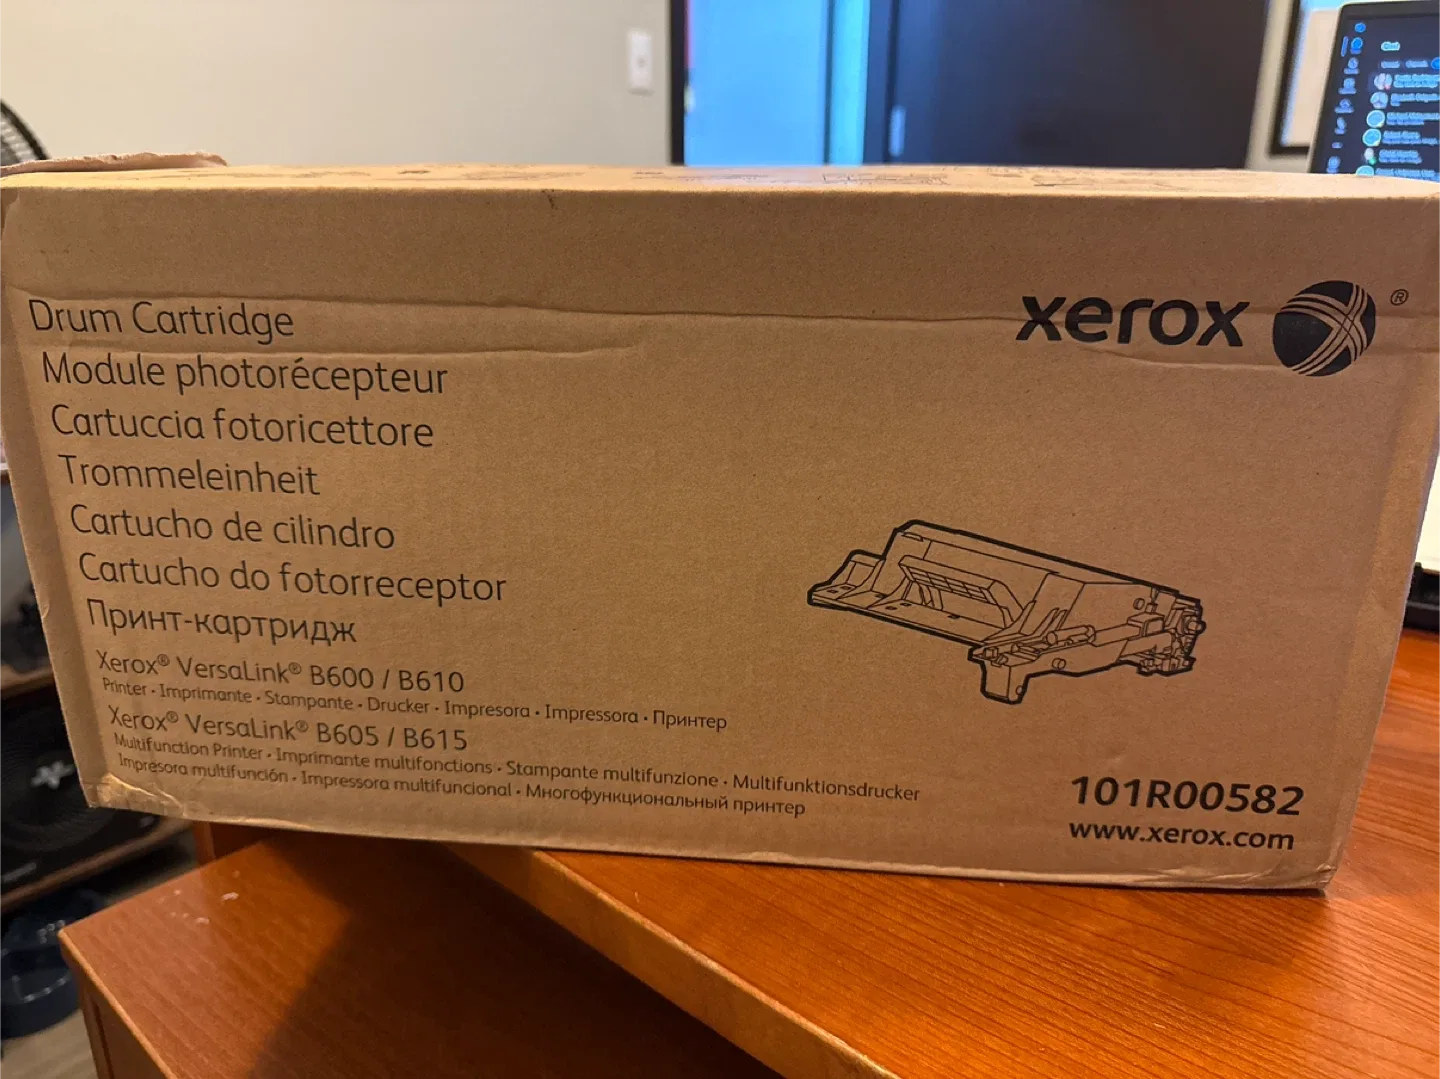 Drum Cartridge
Module photorécepteur
Cartuccia fotoricettore
Trommeleinheit
Cartucho de cilindro
Cartucho do fotorreceptor
Принт-картридж
Xerox® VersaLink® B600 / B610
Printer • Imprimante • Stampante • Drucker • Impresora • Impressora • Принтер
Xerox® VersaLink® B605 / B615
Multifunction Printer • Imprimante multifonctions • Stampante multifunzione • Multifunktionsdrucker
Impresora multifunción • Impressora multifuncional • Многофункциональный принтер
xerox ®
101R00582
www.xerox.com
Chat